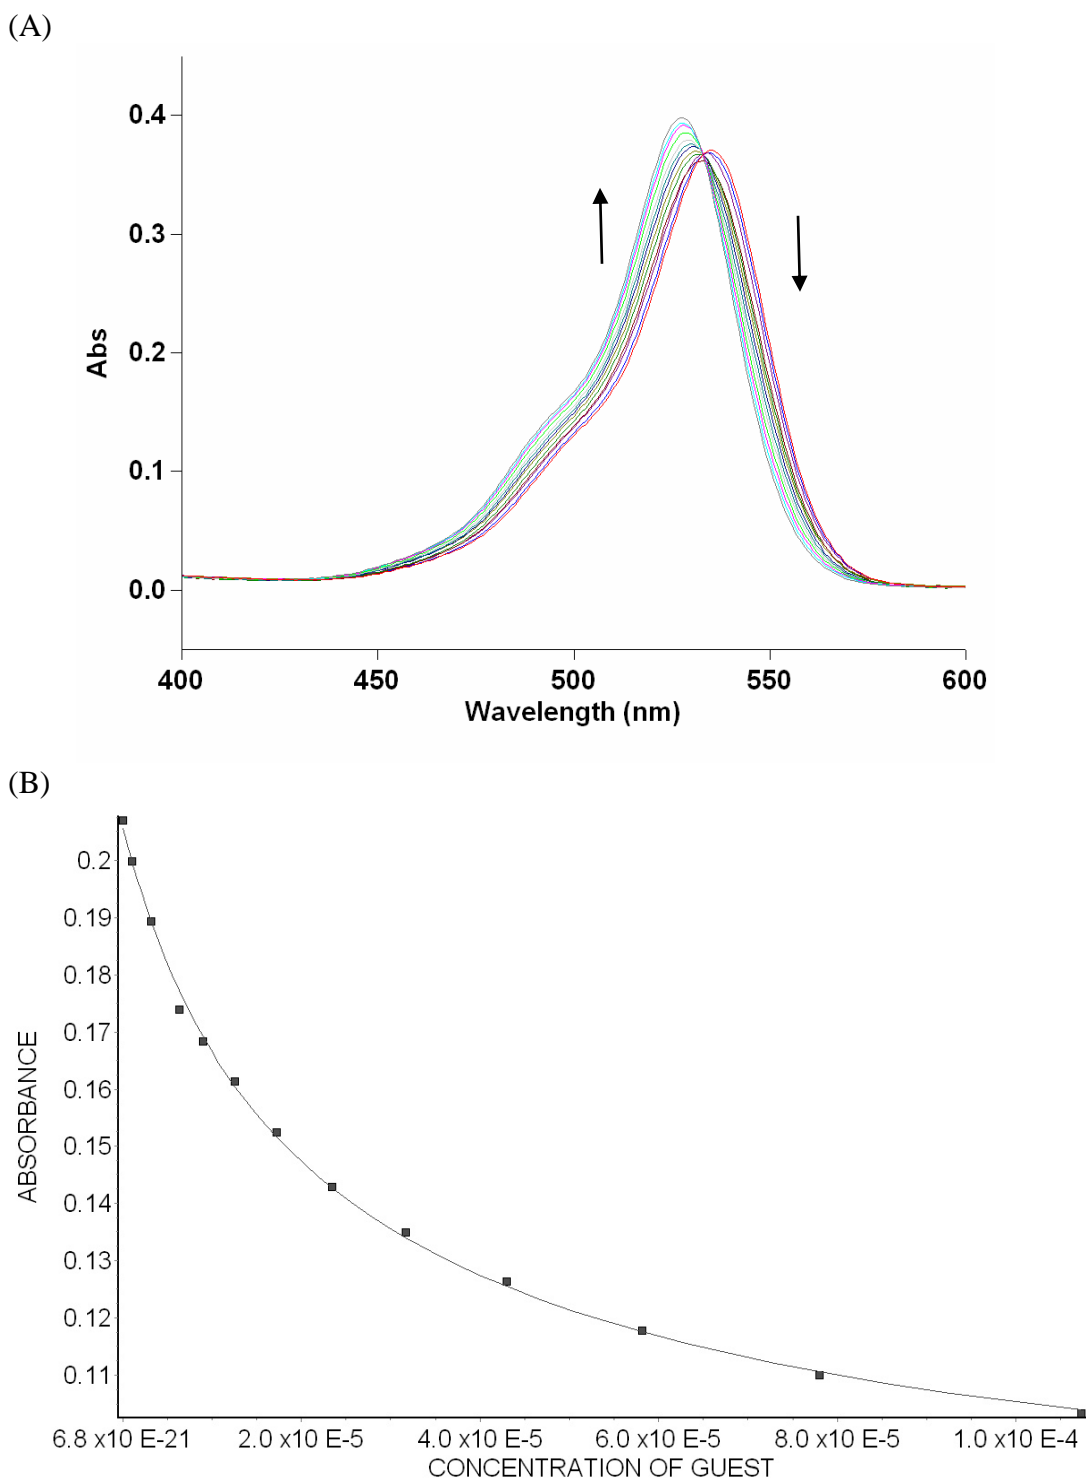 (A)
0.4
0.3
0.2
0.1
0.0
Abs
400 450 500 550 600
Wavelength (nm)
(B)
0.2
0.19
0.18
0.17
0.16
0.15
0.14
0.13
0.12
0.11
ABSORBANCE
6.8 x10 E-21 2.0 x10 E-5 4.0 x10 E-5 6.0 x10 E-5 8.0 x10 E-5 1.0 x10 E-4
CONCENTRATION OF GUEST